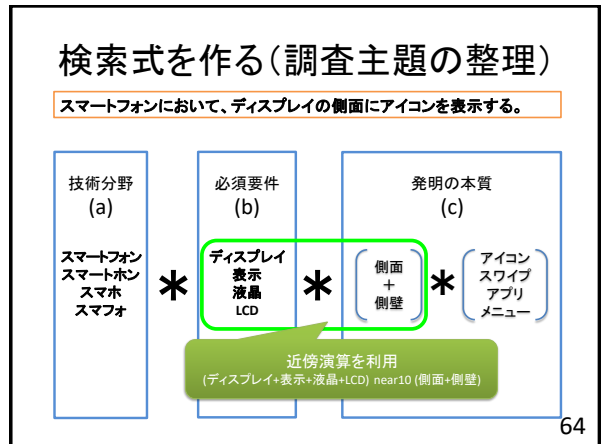 検索式を作る(調査主題の整理)
スマートフォンにおいて、ディスプレイの側面にアイコンを表示する。
技術分野
(a)
スマートフォン
スマートホン
スマホ
スマフォ
*
必須要件
(b)
ディスプレイ
表示
液晶
LCD
*
発明の本質
(c)
側面
+
側壁
*
アイコン
スワイプ
アプリ
メニュー
近傍演算を利用
(ディスプレイ+表示+液晶+LCD) near10 (側面+側壁)
64